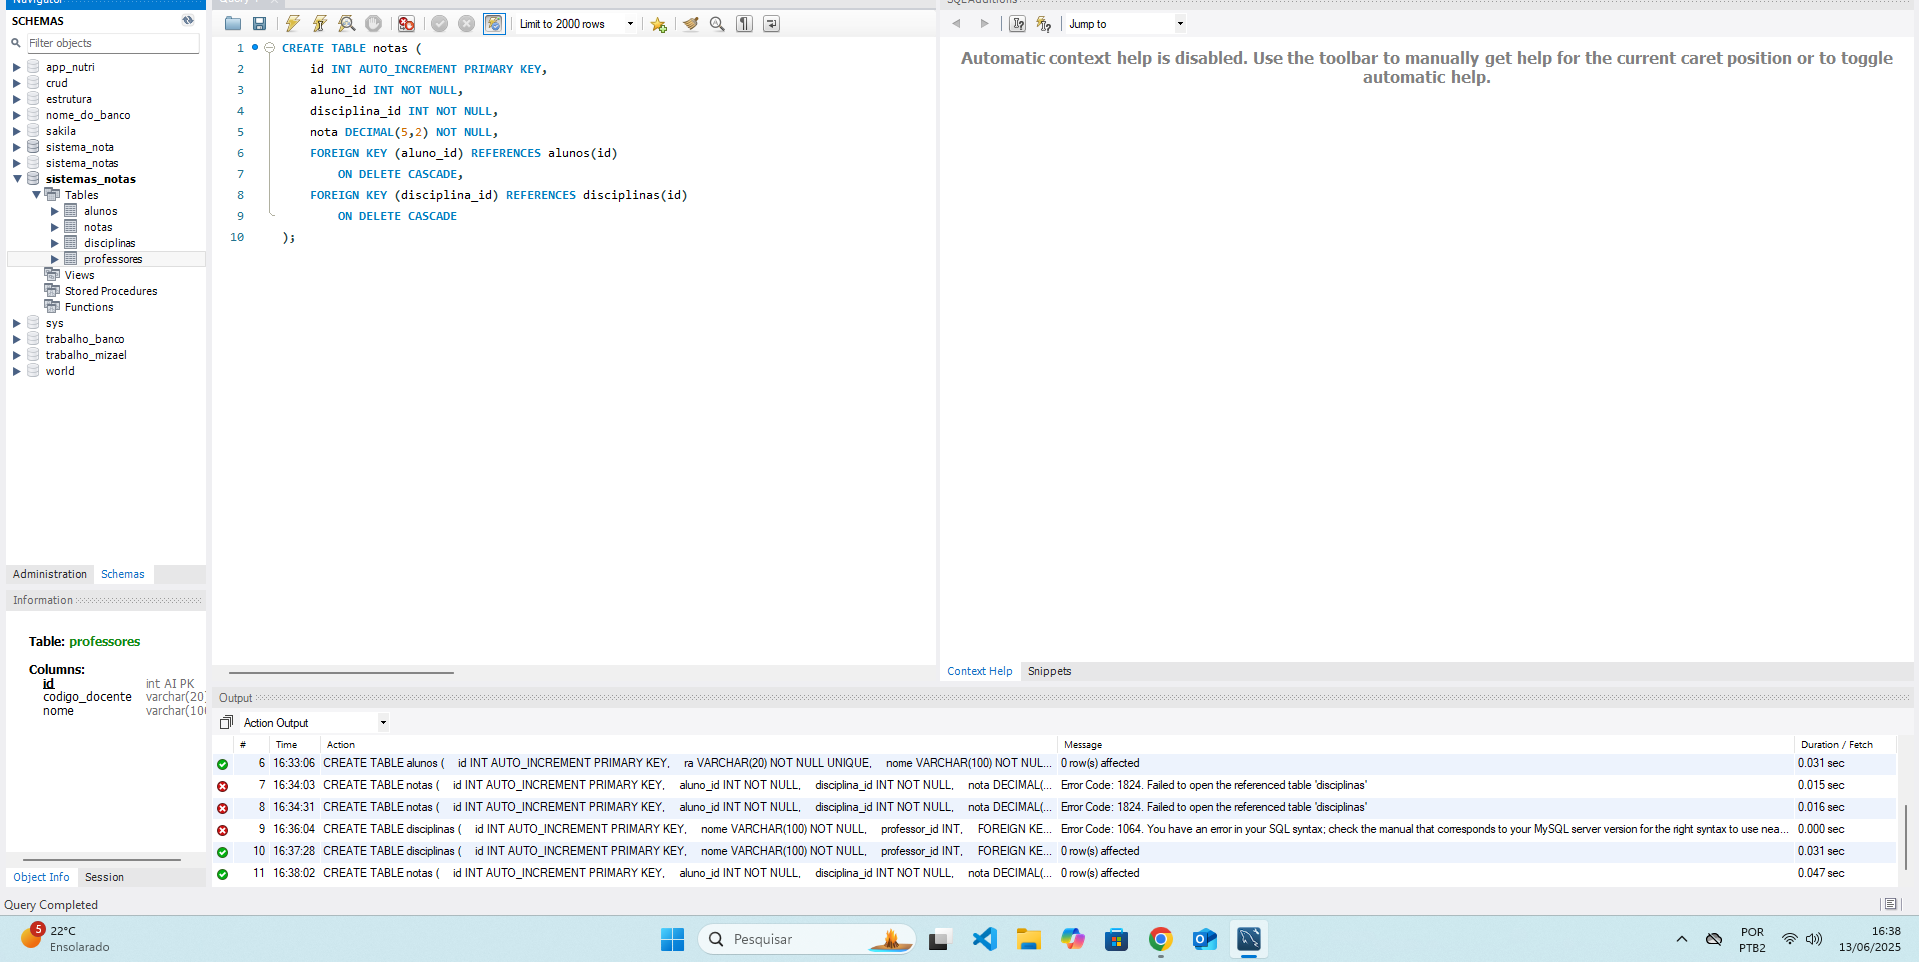 Navigator
SCHEMAS
Filter objects
app_nutri
crud
estrutura
nome_do_banco
sakila
sistema_nota
sistema_notas
sistemas_notas
Tables
alunos
notas
disciplinas
professores
Views
Stored Procedures
Functions
sys
trabalho_banco
trabalho_mizael
world
Administration Schemas
Information
Table: professores
Columns:
id int AI PK
codigo_docente varchar(20)
nome varchar(10
Object Info Session
Query Completed
Limit to 2000 rows
1 CREATE TABLE notas (
2 id INT AUTO_INCREMENT PRIMARY KEY,
3 aluno_id INT NOT NULL,
4 disciplina_id INT NOT NULL,
5 nota DECIMAL(5,2) NOT NULL,
6 FOREIGN KEY (aluno_id) REFERENCES alunos(id)
7 ON DELETE CASCADE,
8 FOREIGN KEY (disciplina_id) REFERENCES disciplinas(id)
9 ON DELETE CASCADE
10 );
SQLAdditions
Jump to
Automatic context help is disabled. Use the toolbar to manually get help for the current caret position or to toggle
automatic help.
Context Help Snippets
Output
Action Output
# Time Action Message Duration / Fetch
6 16:33:06 CREATE TABLE alunos ( id INT AUTO_INCREMENT PRIMARY KEY, ra VARCHAR(20) NOT NULL UNIQUE, nome VARCHAR(100) NOT NUL... 0 row(s) affected 0.031 sec
7 16:34:03 CREATE TABLE notas ( id INT AUTO_INCREMENT PRIMARY KEY, aluno_id INT NOT NULL, disciplina_id INT NOT NULL, nota DECIMAL(... Error Code: 1824. Failed to open the referenced table 'disciplinas' 0.015 sec
8 16:34:31 CREATE TABLE notas ( id INT AUTO_INCREMENT PRIMARY KEY, aluno_id INT NOT NULL, disciplina_id INT NOT NULL, nota DECIMAL(... Error Code: 1824. Failed to open the referenced table 'disciplinas' 0.016 sec
9 16:36:04 CREATE TABLE disciplinas ( id INT AUTO_INCREMENT PRIMARY KEY, nome VARCHAR(100) NOT NULL, professor_id INT, FOREIGN KE... Error Code: 1064. You have an error in your SQL syntax; check the manual that corresponds to your MySQL server version for the right syntax to use nea... 0.000 sec
10 16:37:28 CREATE TABLE disciplinas ( id INT AUTO_INCREMENT PRIMARY KEY, nome VARCHAR(100) NOT NULL, professor_id INT, FOREIGN KE... 0 row(s) affected 0.031 sec
11 16:38:02 CREATE TABLE notas ( id INT AUTO_INCREMENT PRIMARY KEY, aluno_id INT NOT NULL, disciplina_id INT NOT NULL, nota DECIMAL(... 0 row(s) affected 0.047 sec
5
22°C
Ensolarado
Pesquisar
POR
PTB2
16:38
13/06/2025